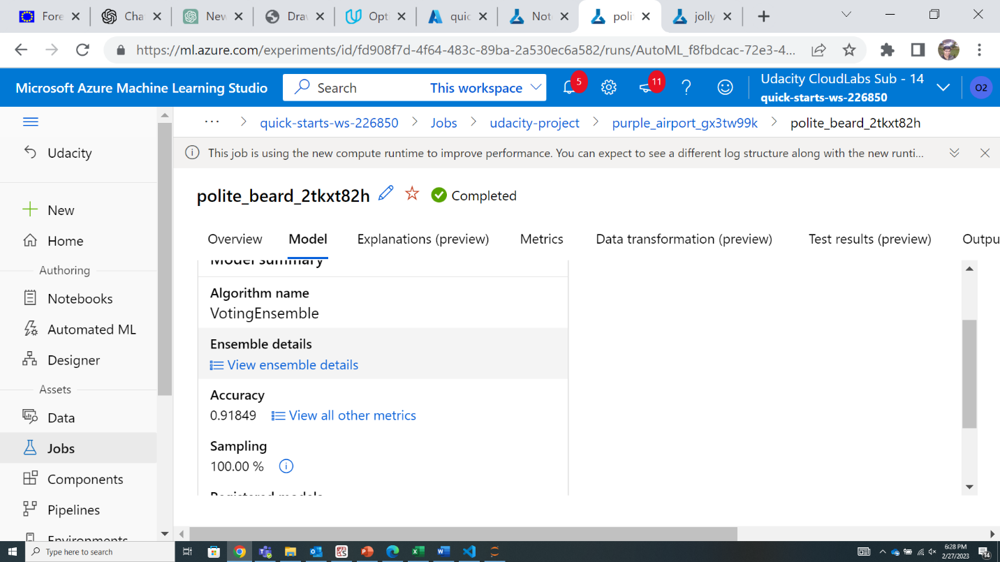 Fore
Cha
New
Drav
Opt
quic
Not
poli
jolly
https://ml.azure.com/experiments/id/fd908f7d-4f64-483c-89ba-2a530ec6a582/runs/AutoML_f8fbdcac-72e3-4...
Microsoft Azure Machine Learning Studio
Search
This workspace
5
11
Udacity CloudLabs Sub - 14
quick-starts-ws-226850
O2
... > quick-starts-ws-226850 > Jobs > udacity-project > purple_airport_gx3tw99k > polite_beard_2tkxt82h
This job is using the new compute runtime to improve performance. You can expect to see a different log structure along with the new runti...
Udacity
New
Home
Authoring
Notebooks
Automated ML
Designer
Assets
Data
Jobs
Components
Pipelines
Environments
polite_beard_2tkxt82h
Completed
Overview
Model
Explanations (preview)
Metrics
Data transformation (preview)
Test results (preview)
Outpu
Model summary
Algorithm name
VotingEnsemble
Ensemble details
View ensemble details
Accuracy
0.91849 View all other metrics
Sampling
100.00 %
Registered models
Type here to search
6:28 PM
2/27/2023
14